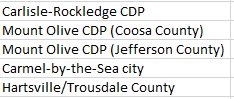 Carlisle-Rockledge CDP
Mount Olive CDP (Coosa County)
Mount Olive CDP (Jefferson County)
Carmel-by-the-Sea city
Hartsville/Trousdale County